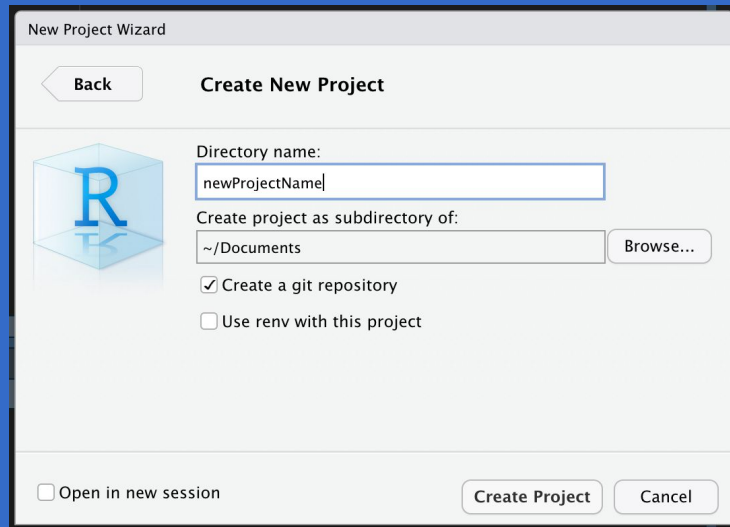 New Project Wizard
Back
Create New Project
R
Directory name:
newProjectName
Create project as subdirectory of:
~/Documents
Browse...
Create a git repository
Use renv with this project
Open in new session
Create Project
Cancel